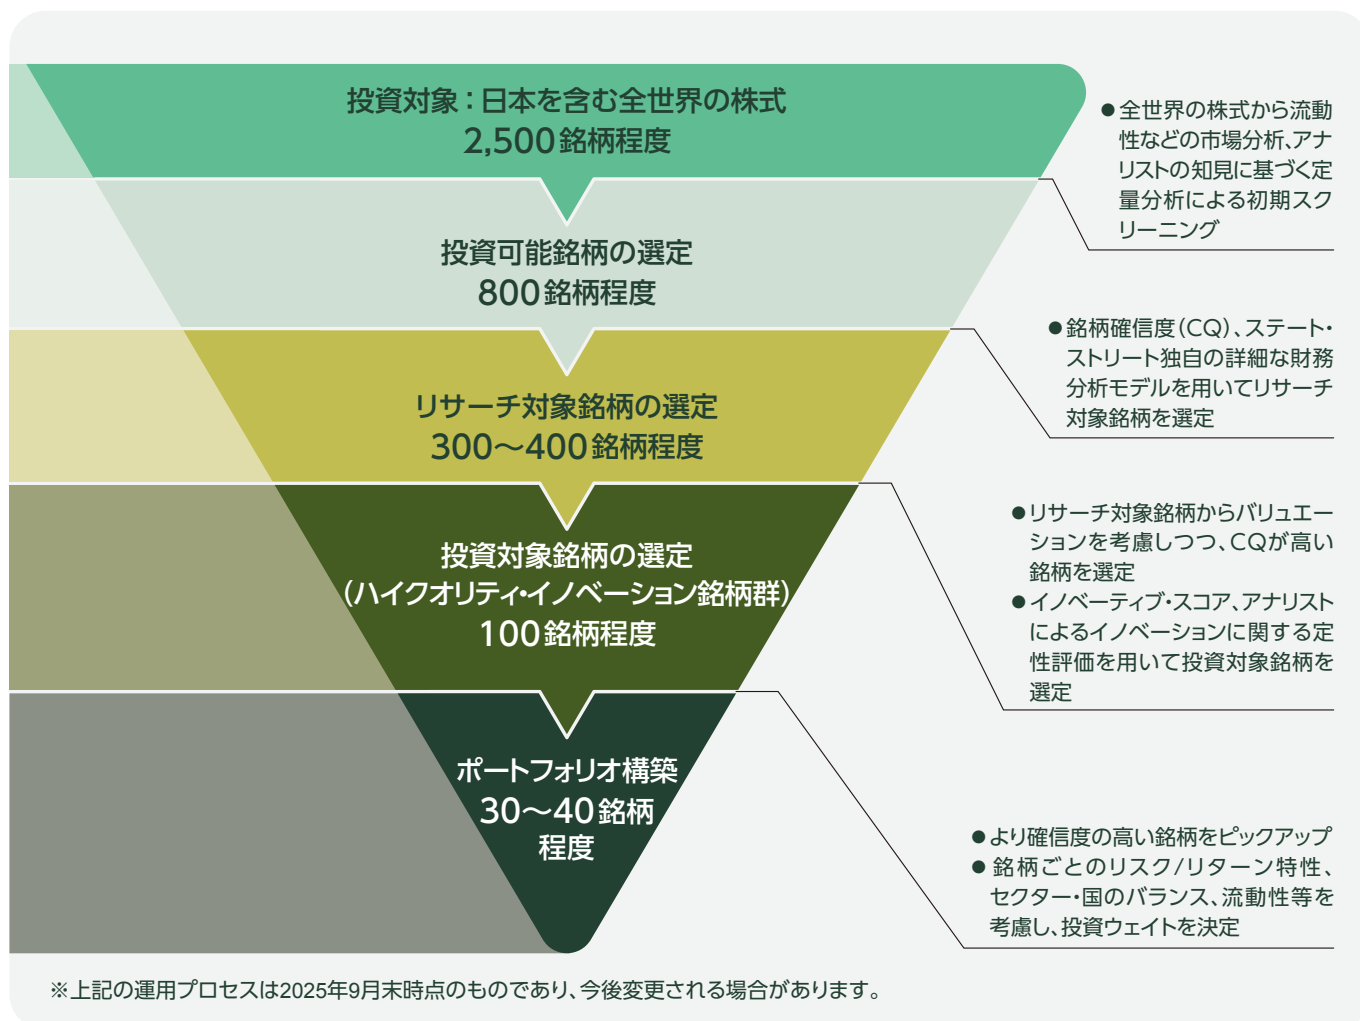 投資対象：日本を含む全世界の株式
2,500銘柄程度
●全世界の株式から流動
性などの市場分析、アナ
リストの知見に基づく定
量分析による初期スク
リーニング
投資可能銘柄の選定
800銘柄程度
●銘柄確信度（CQ）、ステート・
ストリート独自の詳細な財務
分析モデルを用いてリサーチ
対象銘柄を選定
リサーチ対象銘柄の選定
300〜400銘柄程度
●リサーチ対象銘柄からバリュエー
ションを考慮しつつ、CQが高い
銘柄を選定
●イノベーティブ・スコア、アナリスト
によるイノベーションに関する定
性評価を用いて投資対象銘柄を
選定
投資対象銘柄の選定
（ハイクオリティ・イノベーション銘柄群）
100銘柄程度
●より確信度の高い銘柄をピックアップ
●銘柄ごとのリスク/リターン特性、
セクター・国のバランス、流動性等を
考慮し、投資ウェイトを決定
ポートフォリオ構築
30〜40銘柄
程度
※上記の運用プロセスは2025年9月末時点のものであり、今後変更される場合があります。